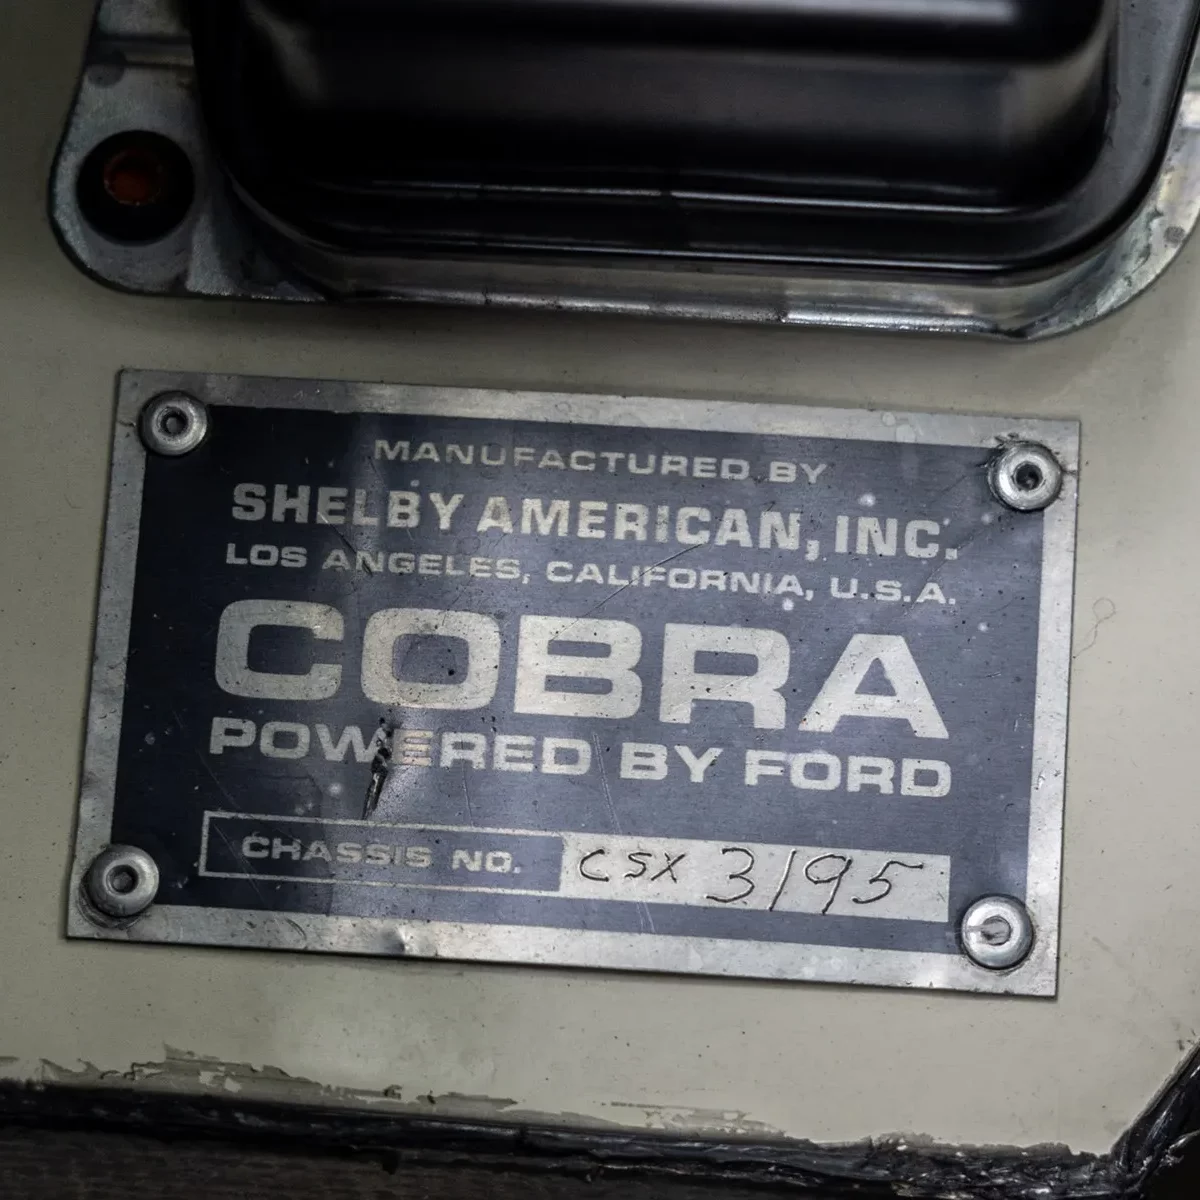 MANUFACTURED BY
SHELBY AMERICAN, INC.
LOS ANGELES, CALIFORNIA, U.S.A.
COBRA
POWERED BY FORD
CHASSIS NO. CSX 3195